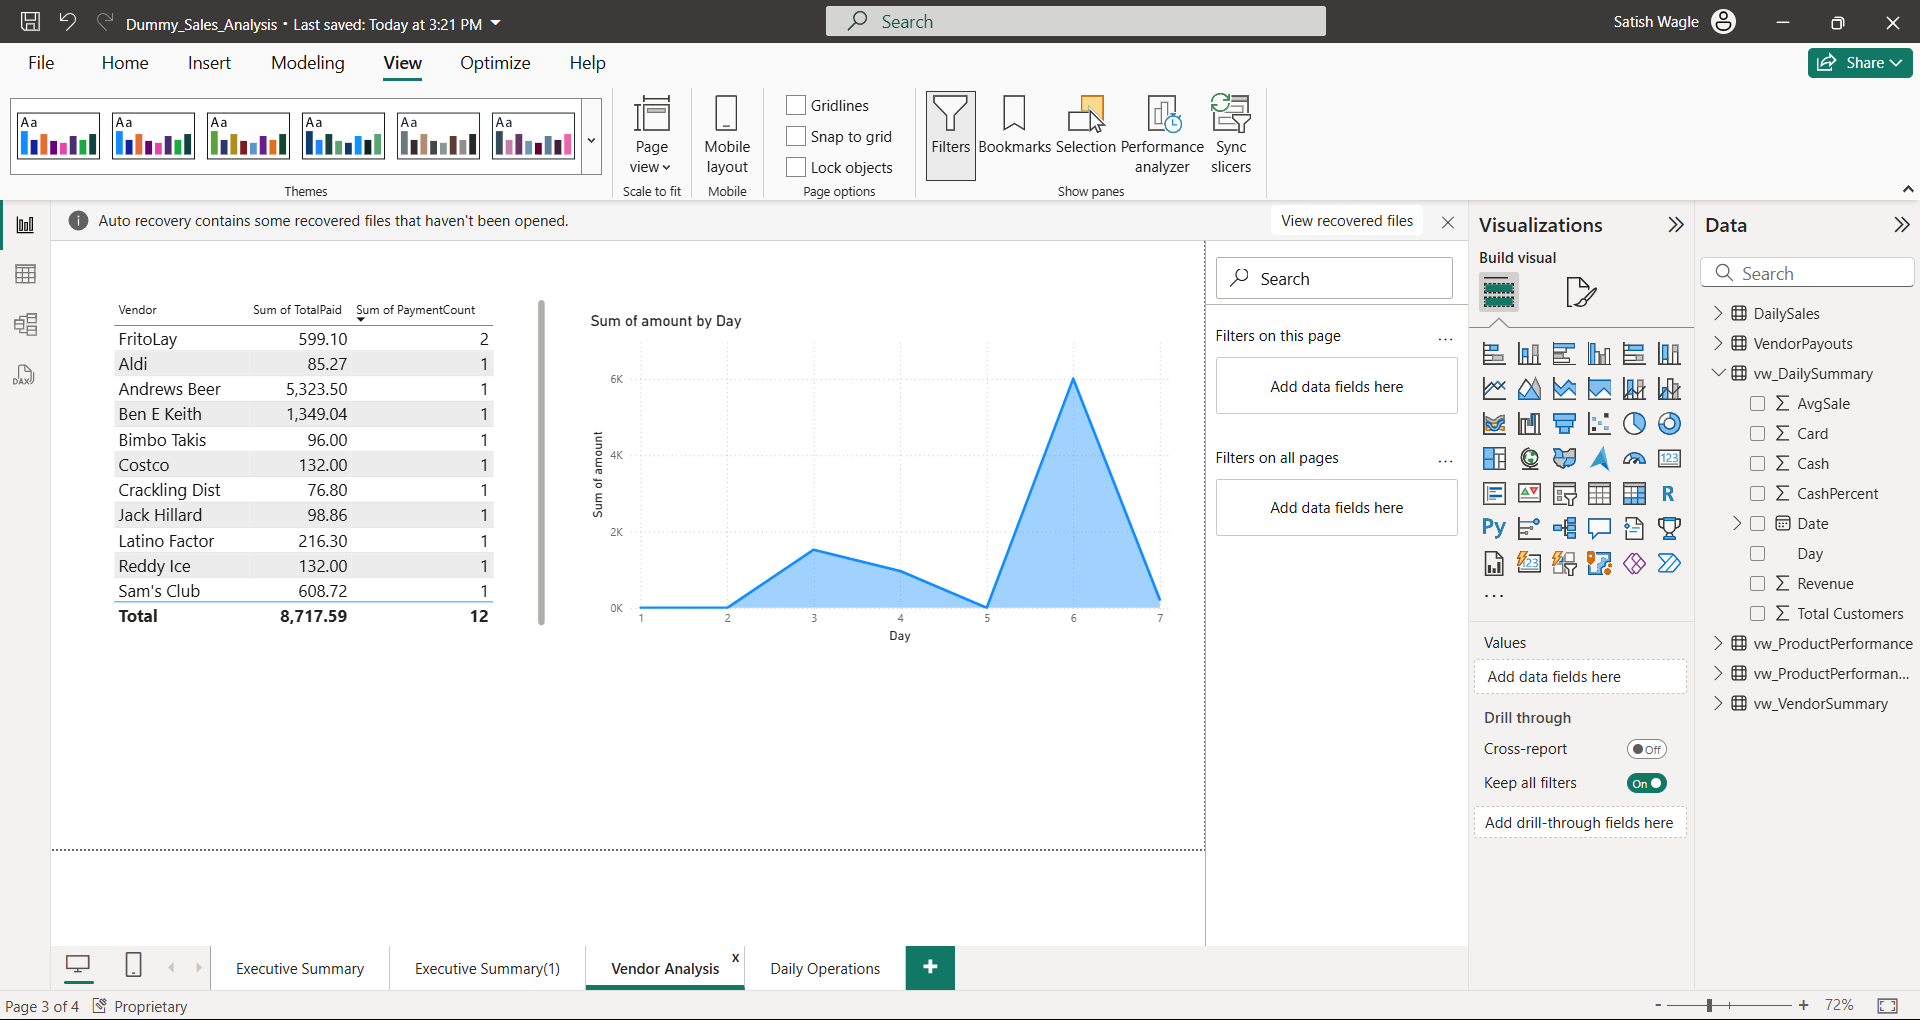 Dummy_Sales_Analysis • Last saved: Today at 3:21 PM
Search
Satish Wagle
File Home Insert Modeling View Optimize Help
Share
Aa Aa Aa Aa Aa Aa
Themes
Page view
Scale to fit
Mobile layout
Mobile
Gridlines
Snap to grid
Lock objects
Page options
Filters
Bookmarks
Selection
Performance analyzer
Sync slicers
Show panes
Auto recovery contains some recovered files that haven't been opened.
View recovered files
Vendor Sum of TotalPaid Sum of PaymentCount
FritoLay 599.10 2
Aldi 85.27 1
Andrews Beer 5,323.50 1
Ben E Keith 1,349.04 1
Bimbo Takis 96.00 1
Costco 132.00 1
Crackling Dist 76.80 1
Jack Hillard 98.86 1
Latino Factor 216.30 1
Reddy Ice 132.00 1
Sam's Club 608.72 1
Total 8,717.59 12
Sum of amount by Day
Sum of amount
6K
4K
2K
0K
1 2 3 4 5 6 7
Day
Search
Filters on this page ...
Add data fields here
Filters on all pages ...
Add data fields here
Visualizations
Build visual
123
R
Py
123
...
Values
Add data fields here
Drill through
Cross-report Off
Keep all filters On
Add drill-through fields here
Data
Search
DailySales
VendorPayouts
vw_DailySummary
∑ AvgSale
∑ Card
∑ Cash
∑ CashPercent
Date
Day
∑ Revenue
∑ Total Customers
vw_ProductPerformance
vw_ProductPerforman...
vw_VendorSummary
DAX
Executive Summary
Executive Summary(1)
Vendor Analysis x
Daily Operations
+
Page 3 of 4 Proprietary
- + 72%